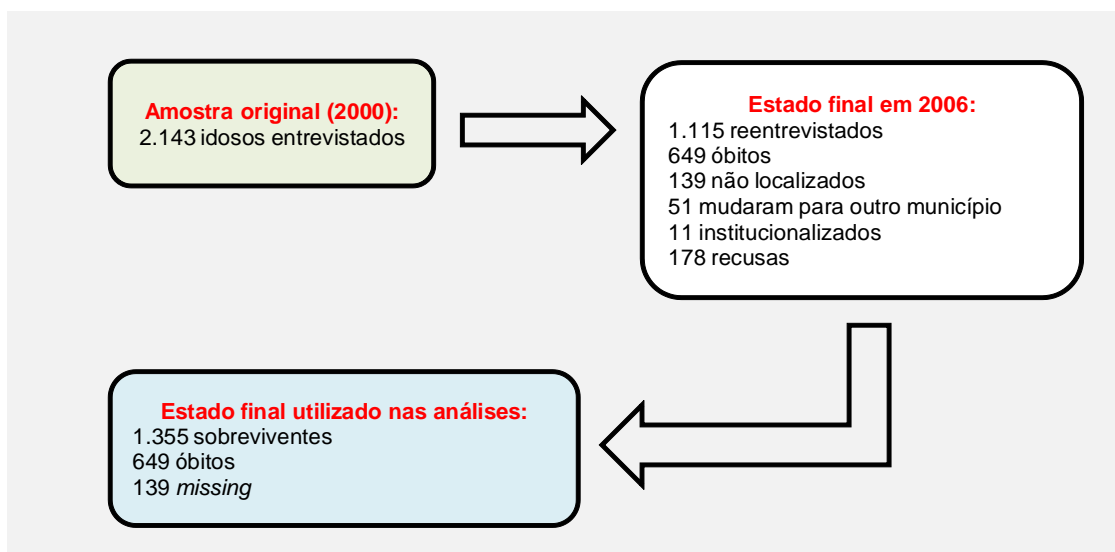 Amostra original (2000):
2.143 idosos entrevistados
Estado final em 2006:
1.115 reentrevistados
649 óbitos
139 não localizados
51 mudaram para outro município
11 institucionalizados
178 recusas
Estado final utilizado nas análises:
1.355 sobreviventes
649 óbitos
139 missing